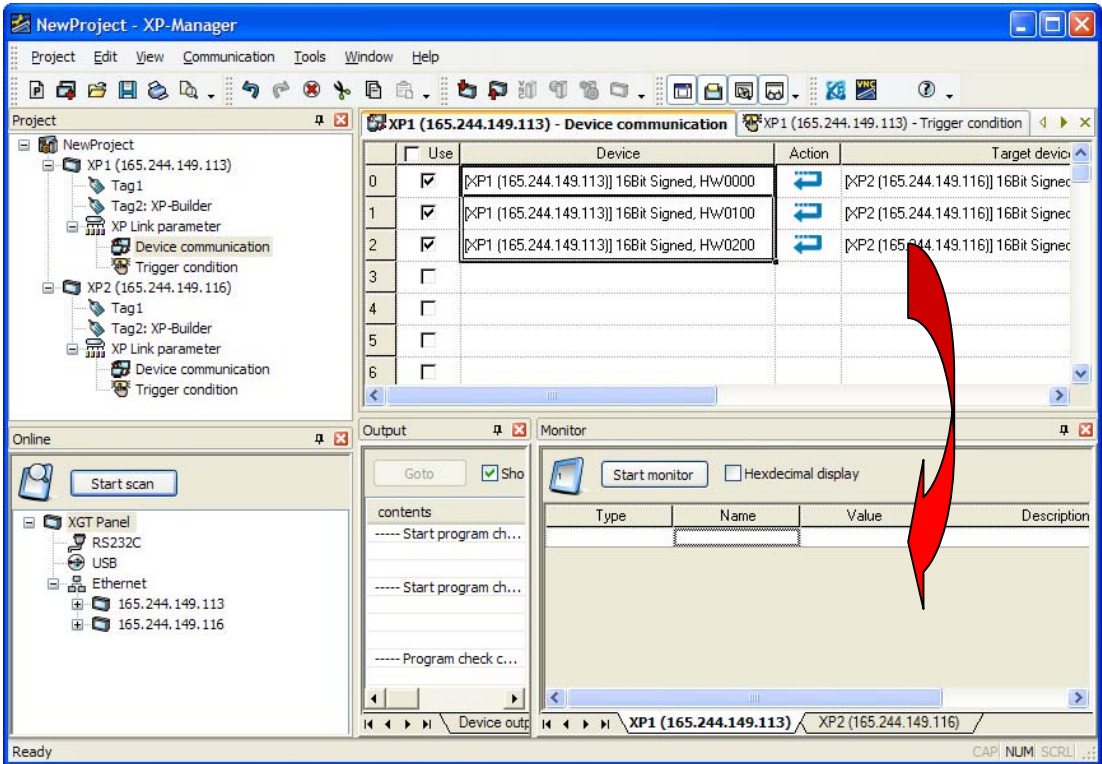 NewProject - XP-Manager
Project Edit View Communication Tools Window Help
Project
NewProject
XP1 (165.244.149.113)
Tag1
Tag2: XP-Builder
XP Link parameter
Device communication
Trigger condition
XP2 (165.244.149.116)
Tag1
Tag2: XP-Builder
XP Link parameter
Device communication
Trigger condition
XP1 (165.244.149.113) - Device communication XP1 (165.244.149.113) - Trigger condition
Use Device Action Target devic
0 [XP1 (165.244.149.113)] 16Bit Signed, HW0000 [XP2 (165.244.149.116)] 16Bit Signed
1 [XP1 (165.244.149.113)] 16Bit Signed, HW0100 [XP2 (165.244.149.116)] 16Bit Signed
2 [XP1 (165.244.149.113)] 16Bit Signed, HW0200 [XP2 (165.244.149.116)] 16Bit Signed
3
4
5
6
Online
Start scan
XGT Panel
RS232C
USB
Ethernet
165.244.149.113
165.244.149.116
Output
Goto Sho
contents
----- Start program ch...
----- Start program ch...
----- Program check c...
Device outp
Monitor
Start monitor Hexdecimal display
Type Name Value Description
XP1 (165.244.149.113) XP2 (165.244.149.116)
Ready
CAP NUM SCRL